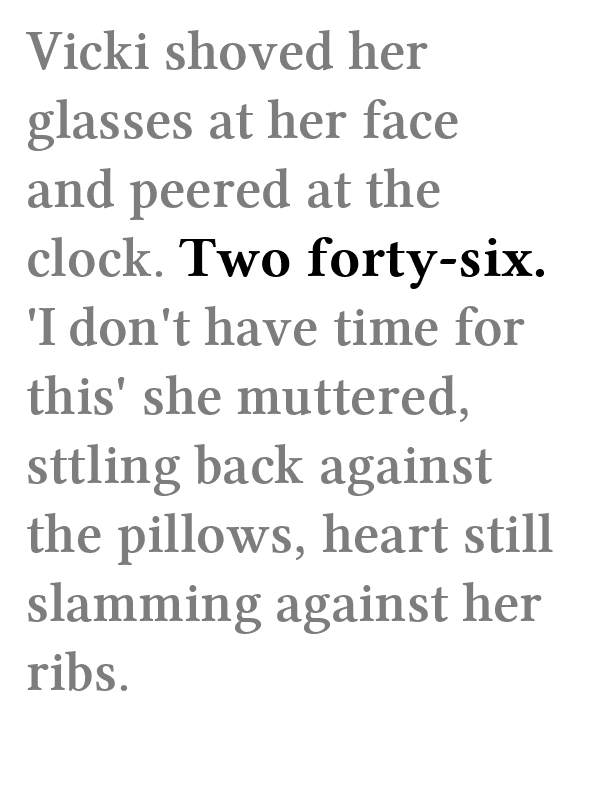 Vicki shoved her
glasses at her face
and peered at the
clock. Two forty-six.
'I don't have time for
this' she muttered,
sttling back against
the pillows, heart still
slamming against her
ribs.